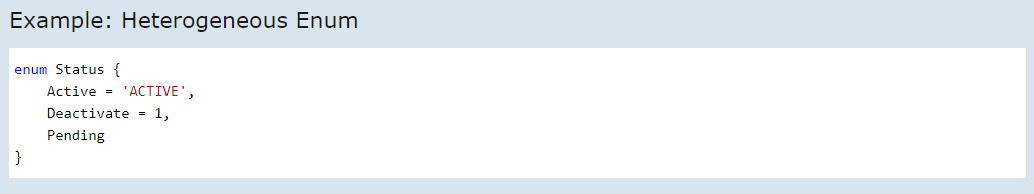 Example: Heterogeneous Enum
enum Status {
    Active = 'ACTIVE',
    Deactivate = 1,
    Pending
}